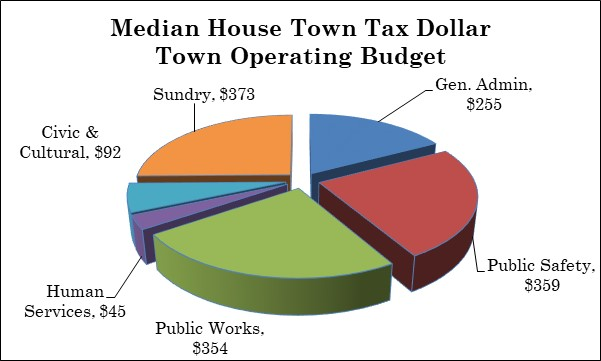 Median House Town Tax Dollar
Town Operating Budget
Sundry, $373
Gen. Admin,
$255
Civic &
Cultural, $92
Public Safety,
$359
Human
Services, $45
Public Works,
$354